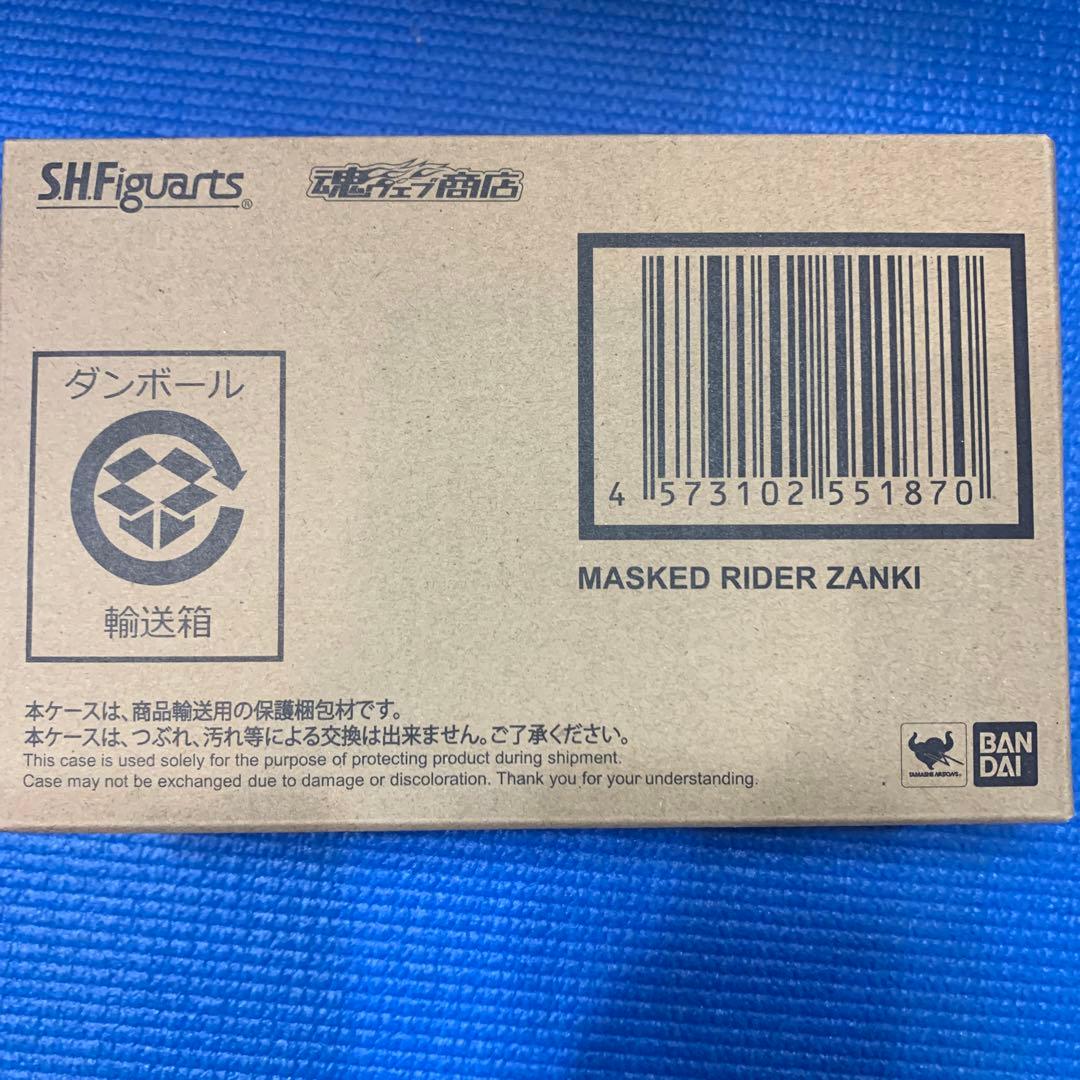 S.H.Figuarts®
魂ウェブ商店
ダンボール
輸送箱
4 573102 551870
MASKED RIDER ZANKI
本ケースは、商品輸送用の保護梱包材です。
本ケースは、つぶれ、汚れ等による交換は出来ません。ご了承ください。
This case is used solely for the purpose of protecting product during shipment.
Case may not be exchanged due to damage or discoloration. Thank you for your understanding.
TAMASHII NATIONS®
BAN
DAI